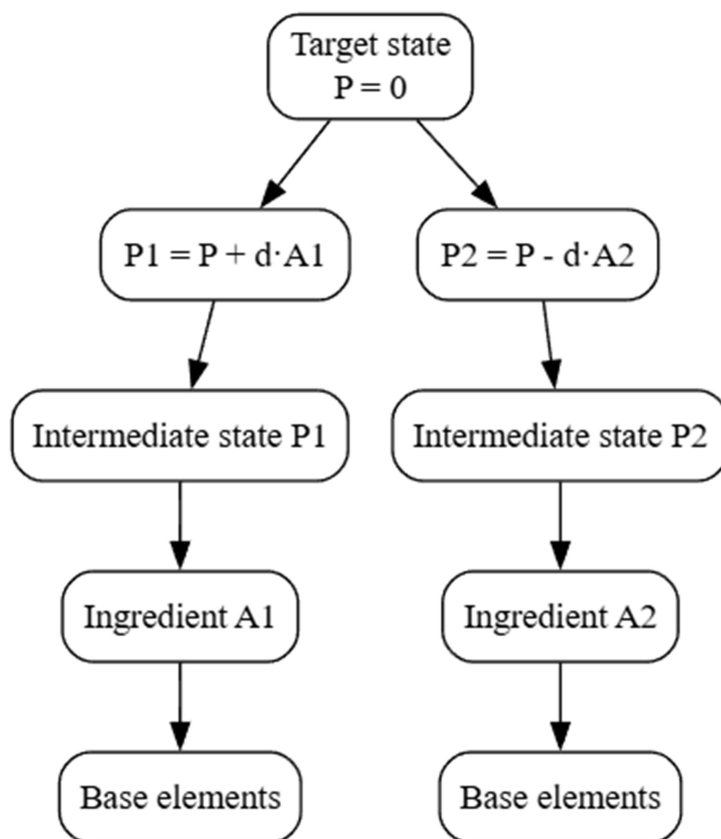 Target state
P = 0
P1 = P + d·A1
P2 = P - d·A2
Intermediate state P1
Intermediate state P2
Ingredient A1
Ingredient A2
Base elements
Base elements